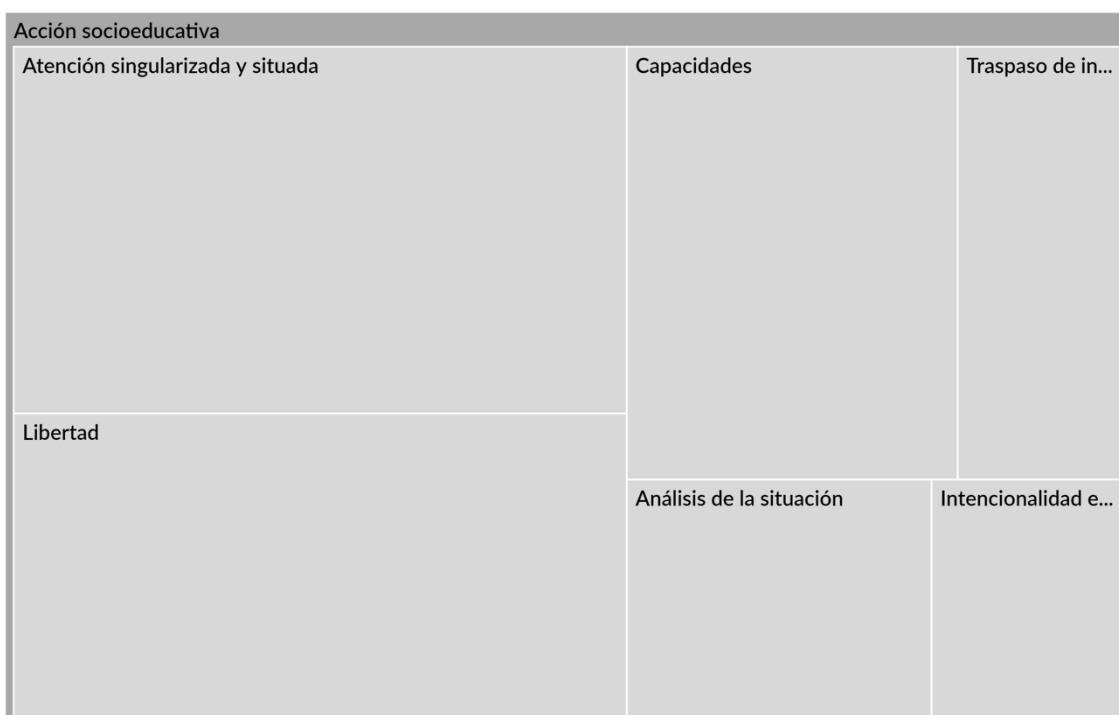 Acción socioeducativa
Atención singularizada y situada
Capacidades
Traspaso de in...
Libertad
Análisis de la situación
Intencionalidad e...